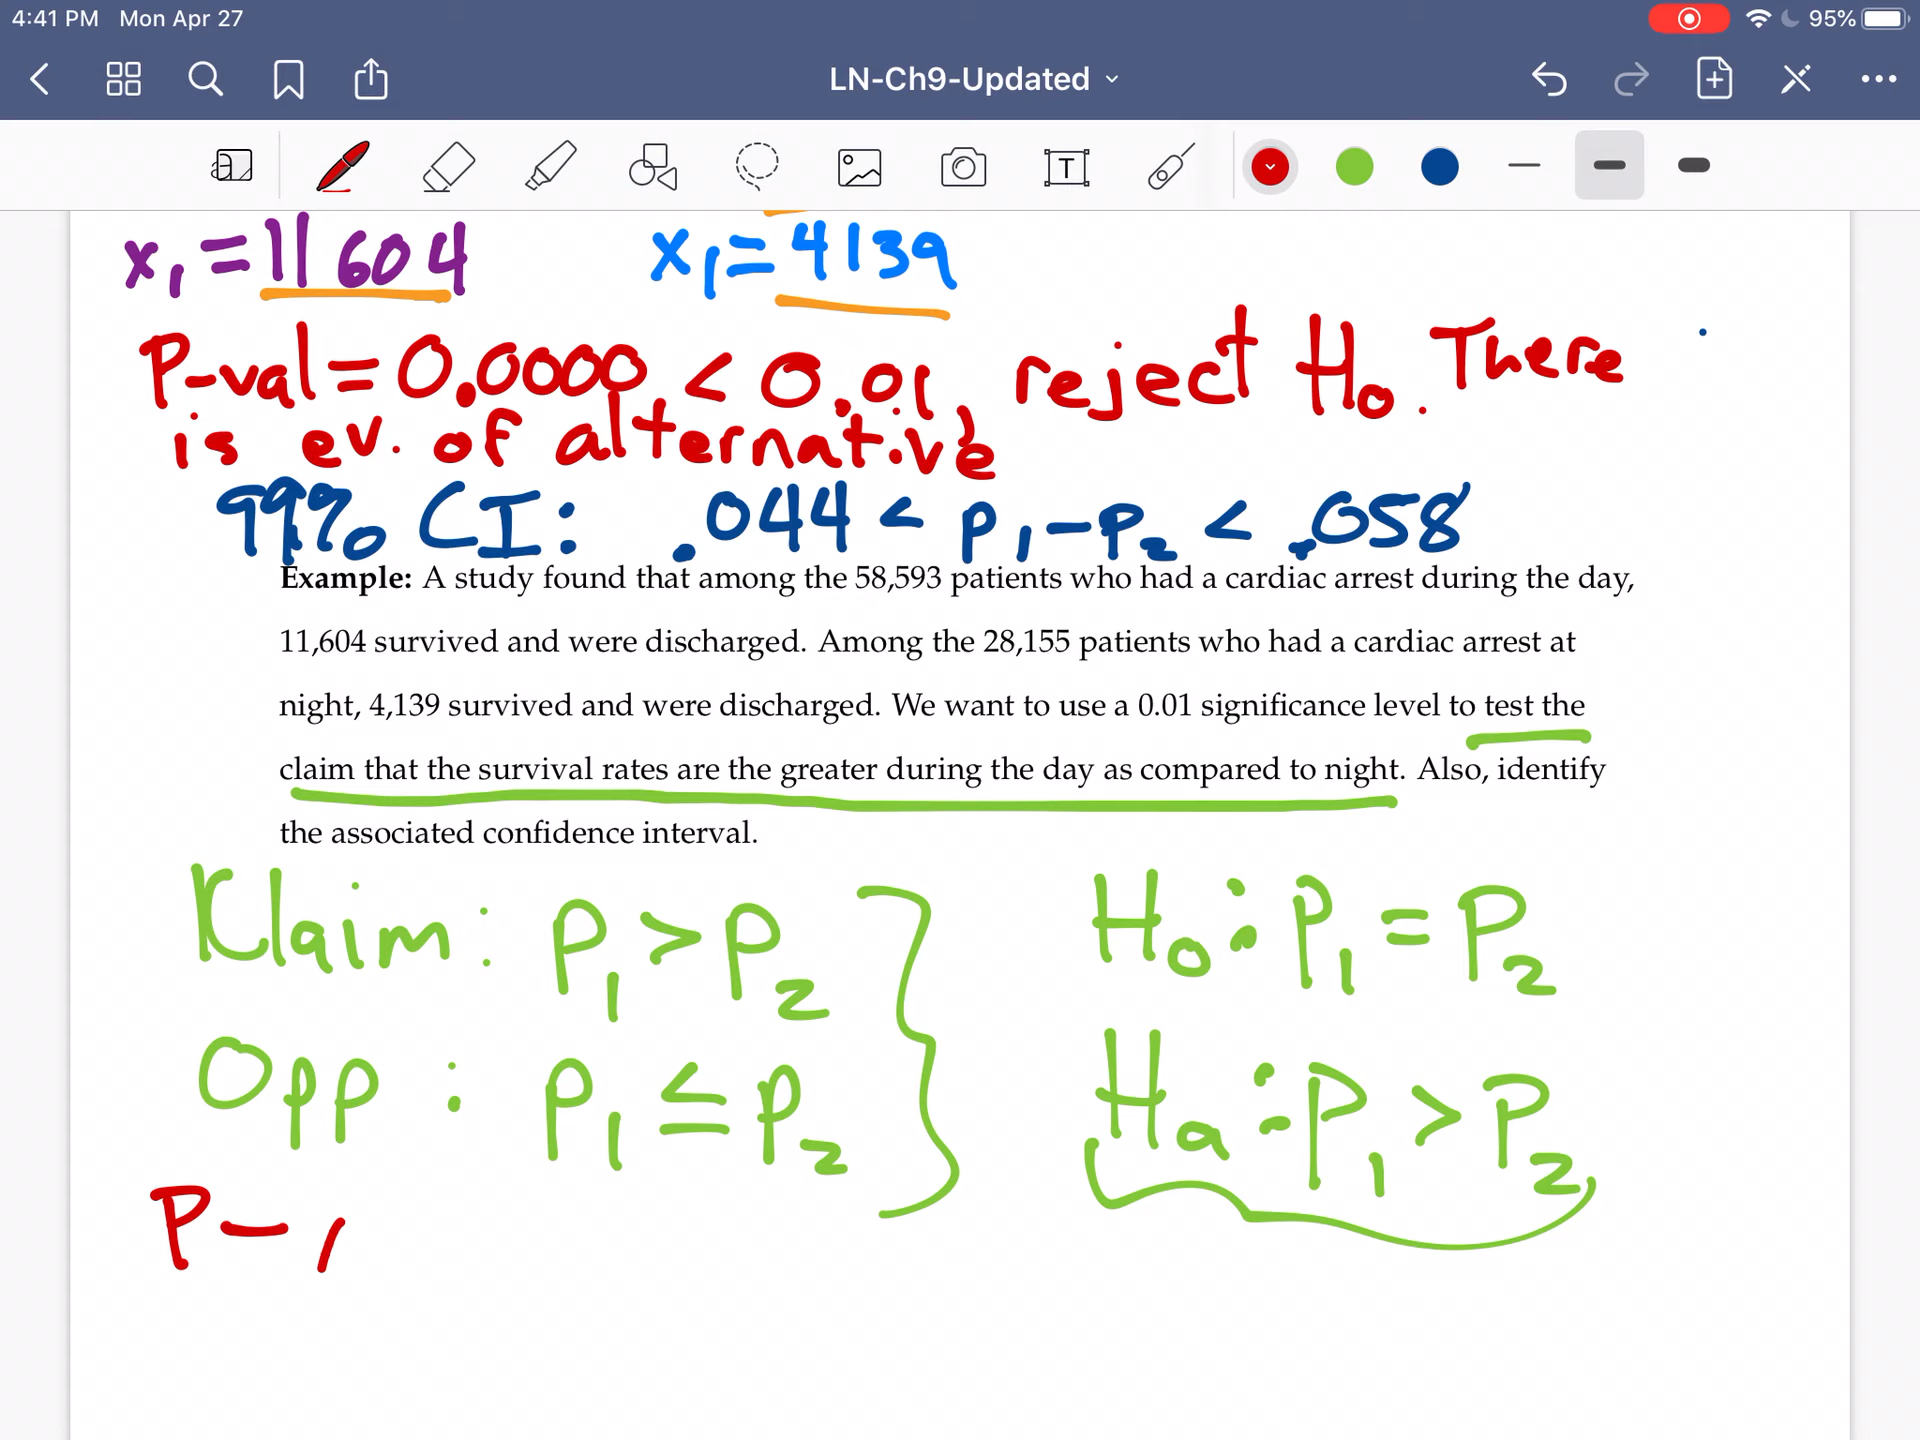 4:41 PM Mon Apr 27 95%
LN-Ch9-Updated
T
x₁ = 11604 x₁ = 4139
P-val = 0.0000 < 0.01, reject H₀. There
is ev. of alternative
99% CI: .044 < p₁ - p₂ < .058
Example: A study found that among the 58,593 patients who had a cardiac arrest during the day,
11,604 survived and were discharged. Among the 28,155 patients who had a cardiac arrest at
night, 4,139 survived and were discharged. We want to use a 0.01 significance level to test the
claim that the survival rates are the greater during the day as compared to night. Also, identify
the associated confidence interval.
Klaim: p₁ > p₂ H₀: P₁ = P₂
Opp : p₁ ≤ p₂ Hₐ: P₁ > P₂
P-